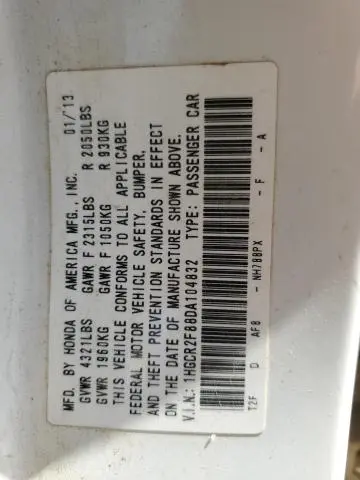 MFD. BY HONDA OF AMERICA MFG., INC. 01/13
GVWR 4321LBS GAWR F 2315LBS R 2050LBS
GVWR 1960KG GAWR F 1050KG R 930KG
THIS VEHICLE CONFORMS TO ALL APPLICABLE
FEDERAL MOTOR VEHICLE SAFETY, BUMPER,
AND THEFT PREVENTION STANDARDS IN EFFECT
ON THE DATE OF MANUFACTURE SHOWN ABOVE.
V.I.N.: 1HGCR2F88DA104832 TYPE: PASSENGER CAR
T2F D AF8 - NH788PX - F - A